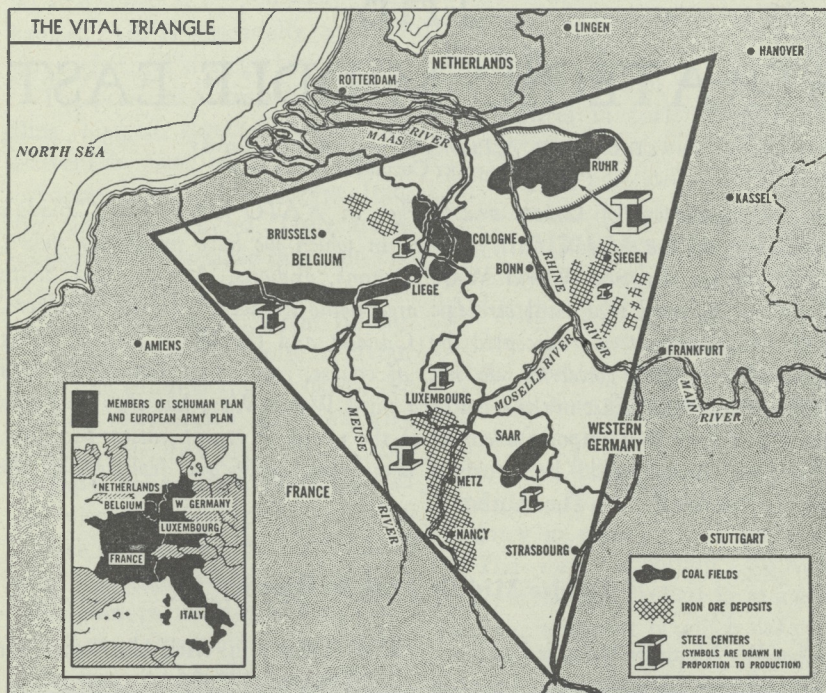 THE VITAL TRIANGLE
LINGEN
HANOVER
NETHERLANDS
ROTTERDAM
MAAS RIVER
NORTH SEA
RUHR
KASSEL
BRUSSELS
BELGIUM
COLOGNE
BONN
RHINE RIVER
SIEGEN
LIEGE
AMIENS
FRANKFURT
MOSELLE RIVER
MAIN RIVER
LUXEMBOURG
MEUSE RIVER
SAAR
WESTERN
GERMANY
METZ
FRANCE
NANCY
STRASBOURG
STUTTGART
MEMBERS OF SCHUMAN PLAN
AND EUROPEAN ARMY PLAN
NETHERLANDS
BELGIUM
W. GERMANY
LUXEMBOURG
FRANCE
ITALY
COAL FIELDS
IRON ORE DEPOSITS
STEEL CENTERS
(SYMBOLS ARE DRAWN IN
PROPORTION TO PRODUCTION)